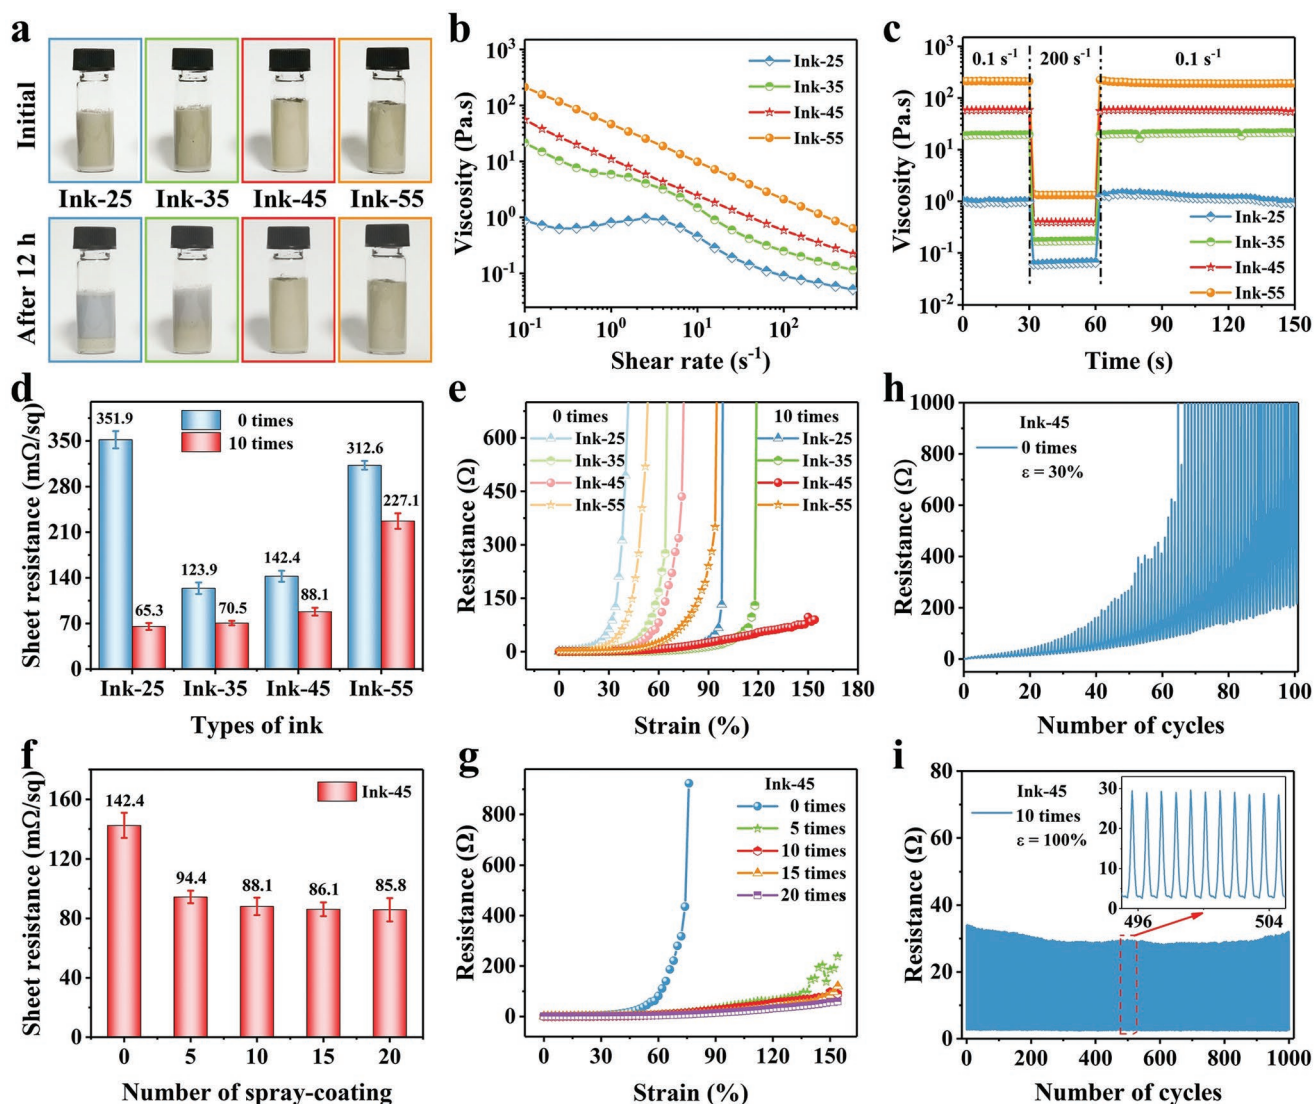 a
Initial
Ink-25 Ink-35 Ink-45 Ink-55
After 12 h
b
Viscosity (Pa.s)
10³
10²
10¹
10⁰
10⁻¹
Ink-25
Ink-35
Ink-45
Ink-55
10⁻¹ 10⁰ 10¹ 10²
Shear rate (s⁻¹)
c
Viscosity (Pa.s)
10³
10²
10¹
10⁰
10⁻¹
10⁻²
0.1 s⁻¹ 200 s⁻¹ 0.1 s⁻¹
Ink-25
Ink-35
Ink-45
Ink-55
0 30 60 90 120 150
Time (s)
d
Sheet resistance (mΩ/sq)
350
280
210
140
70
0
0 times
10 times
351.9
65.3
123.9
70.5
142.4
88.1
312.6
227.1
Ink-25 Ink-35 Ink-45 Ink-55
Types of ink
e
Resistance (Ω)
600
450
300
150
0
0 times
Ink-25
Ink-35
Ink-45
Ink-55
10 times
Ink-25
Ink-35
Ink-45
Ink-55
0 30 60 90 120 150 180
Strain (%)
h
Resistance (Ω)
1000
800
600
400
200
0
Ink-45
0 times
ε = 30%
0 20 40 60 80 100
Number of cycles
f
Sheet resistance (mΩ/sq)
160
120
80
40
0
Ink-45
142.4
94.4
88.1
86.1
85.8
0 5 10 15 20
Number of spray-coating
g
Resistance (Ω)
800
600
400
200
0
Ink-45
0 times
5 times
10 times
15 times
20 times
0 30 60 90 120 150
Strain (%)
i
Resistance (Ω)
80
60
40
20
0
Ink-45
10 times
ε = 100%
30
20
10
0
496 504
0 200 400 600 800 1000
Number of cycles